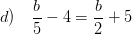 d) b/5 − 4 = b/2 + 5